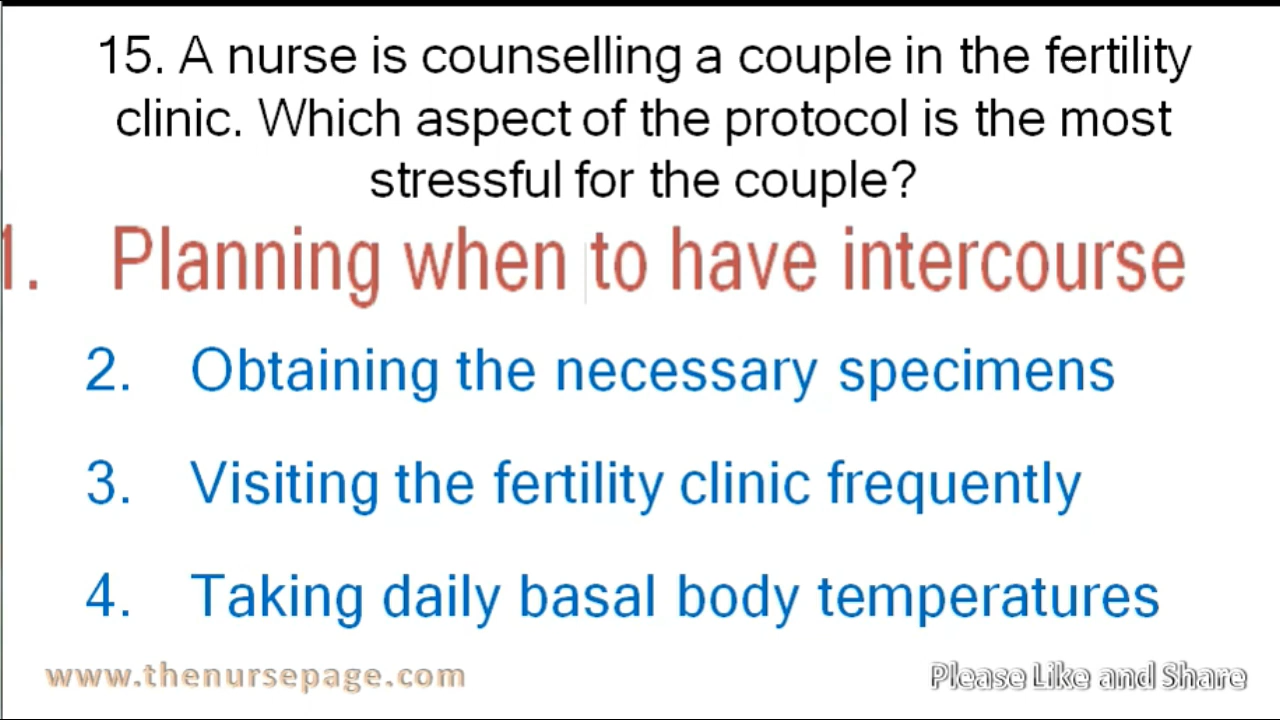 15. A nurse is counselling a couple in the fertility
clinic. Which aspect of the protocol is the most
stressful for the couple?
1. Planning when to have intercourse
2. Obtaining the necessary specimens
3. Visiting the fertility clinic frequently
4. Taking daily basal body temperatures
www.thenursepage.com
Please Like and Share